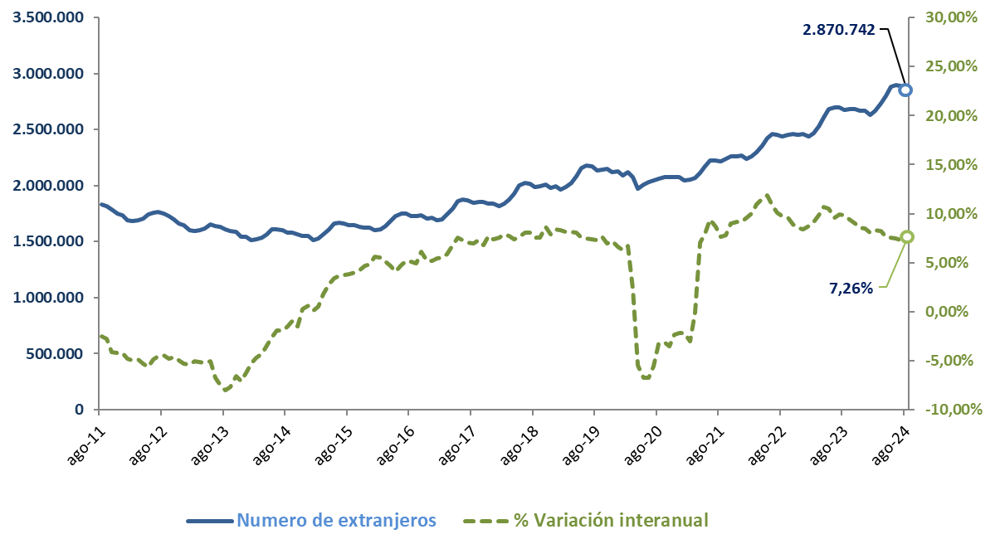 3.500.000
3.000.000
2.500.000
2.000.000
1.500.000
1.000.000
500.000
0
30,00%
25,00%
20,00%
15,00%
10,00%
5,00%
0,00%
-5,00%
-10,00%
2.870.742
7,26%
ago-11
ago-12
ago-13
ago-14
ago-15
ago-16
ago-17
ago-18
ago-19
ago-20
ago-21
ago-22
ago-23
ago-24
Numero de extranjeros
% Variación interanual